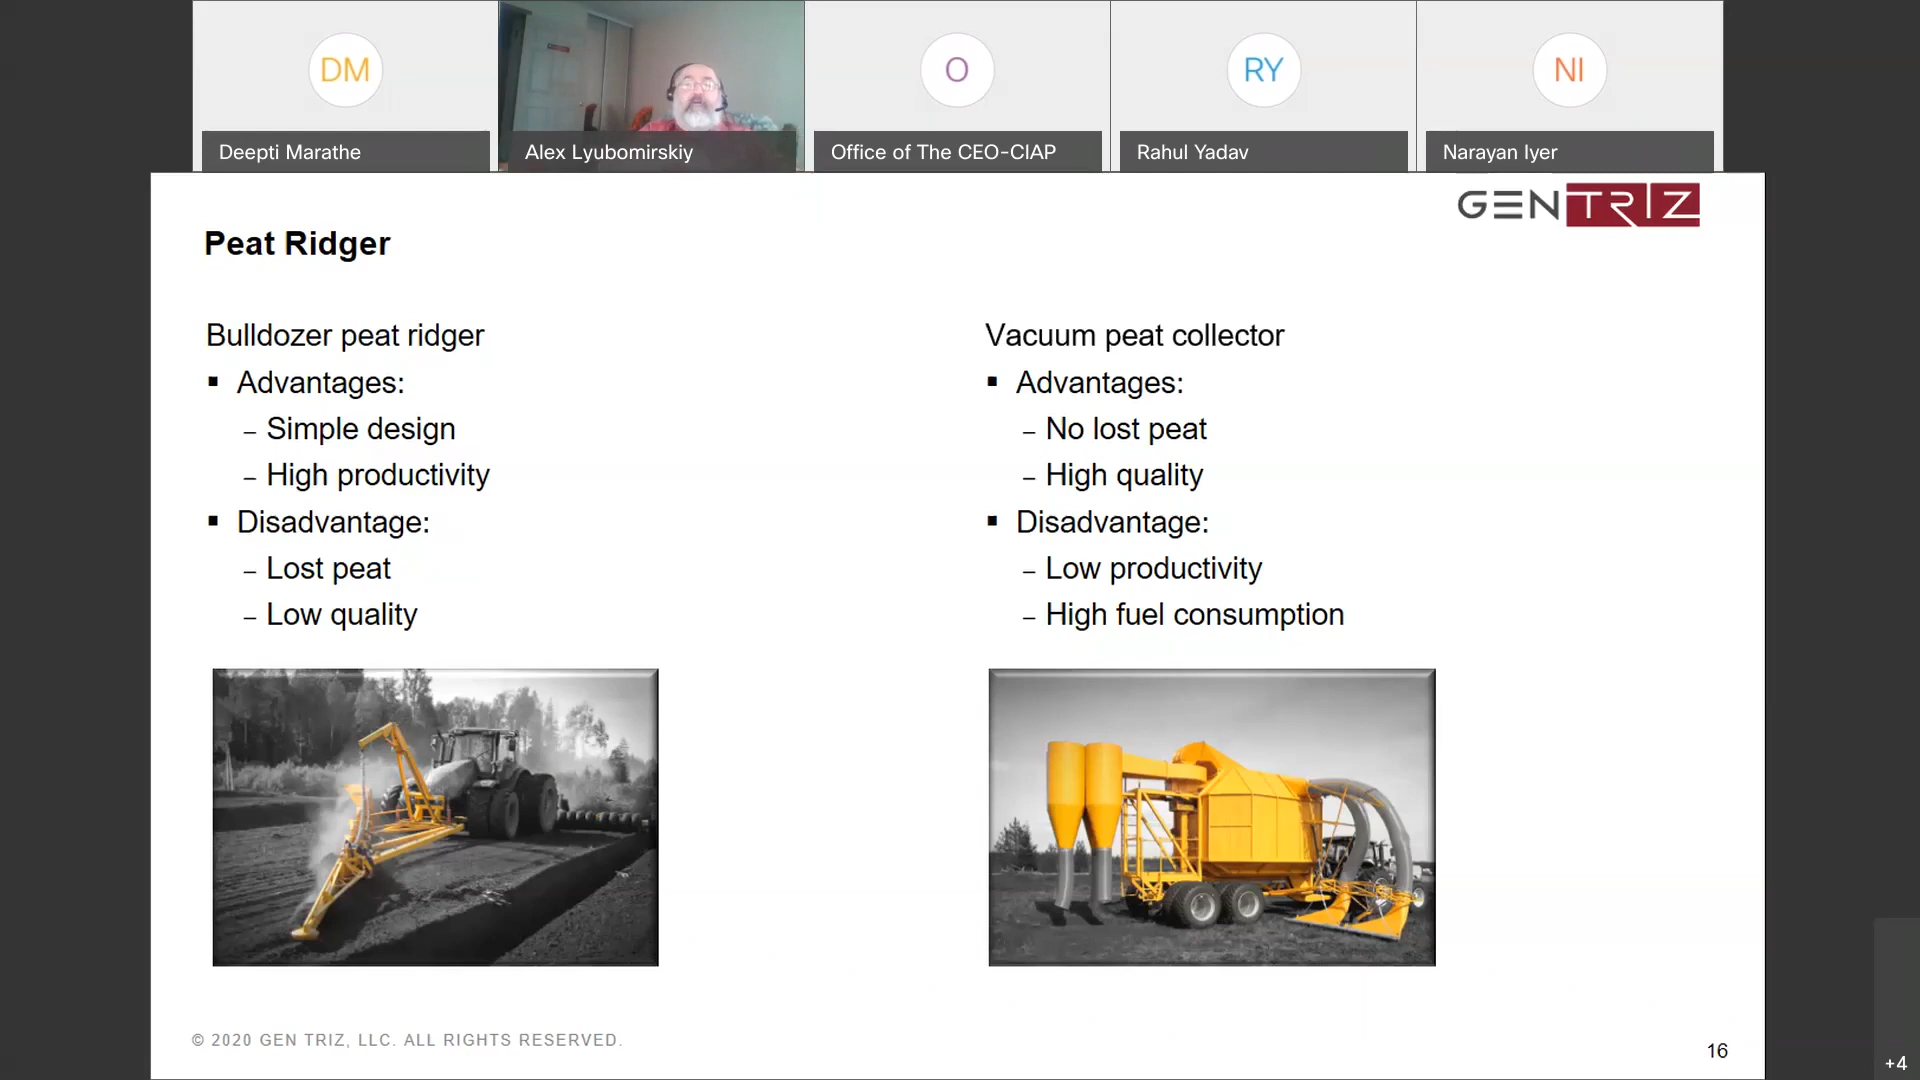 DM
O
RY
NI
Deepti Marathe
Alex Lyubomirskiy
Office of The CEO-CIAP
Rahul Yadav
Narayan Iyer
GEN TRIZ
Peat Ridger
Bulldozer peat ridger
▪ Advantages:
– Simple design
– High productivity
▪ Disadvantage:
– Lost peat
– Low quality
Vacuum peat collector
▪ Advantages:
– No lost peat
– High quality
▪ Disadvantage:
– Low productivity
– High fuel consumption
© 2020 GEN TRIZ, LLC. ALL RIGHTS RESERVED.
16
+4